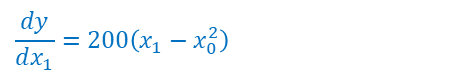 dy/dx₁ = 200(x₁ − x₀²)